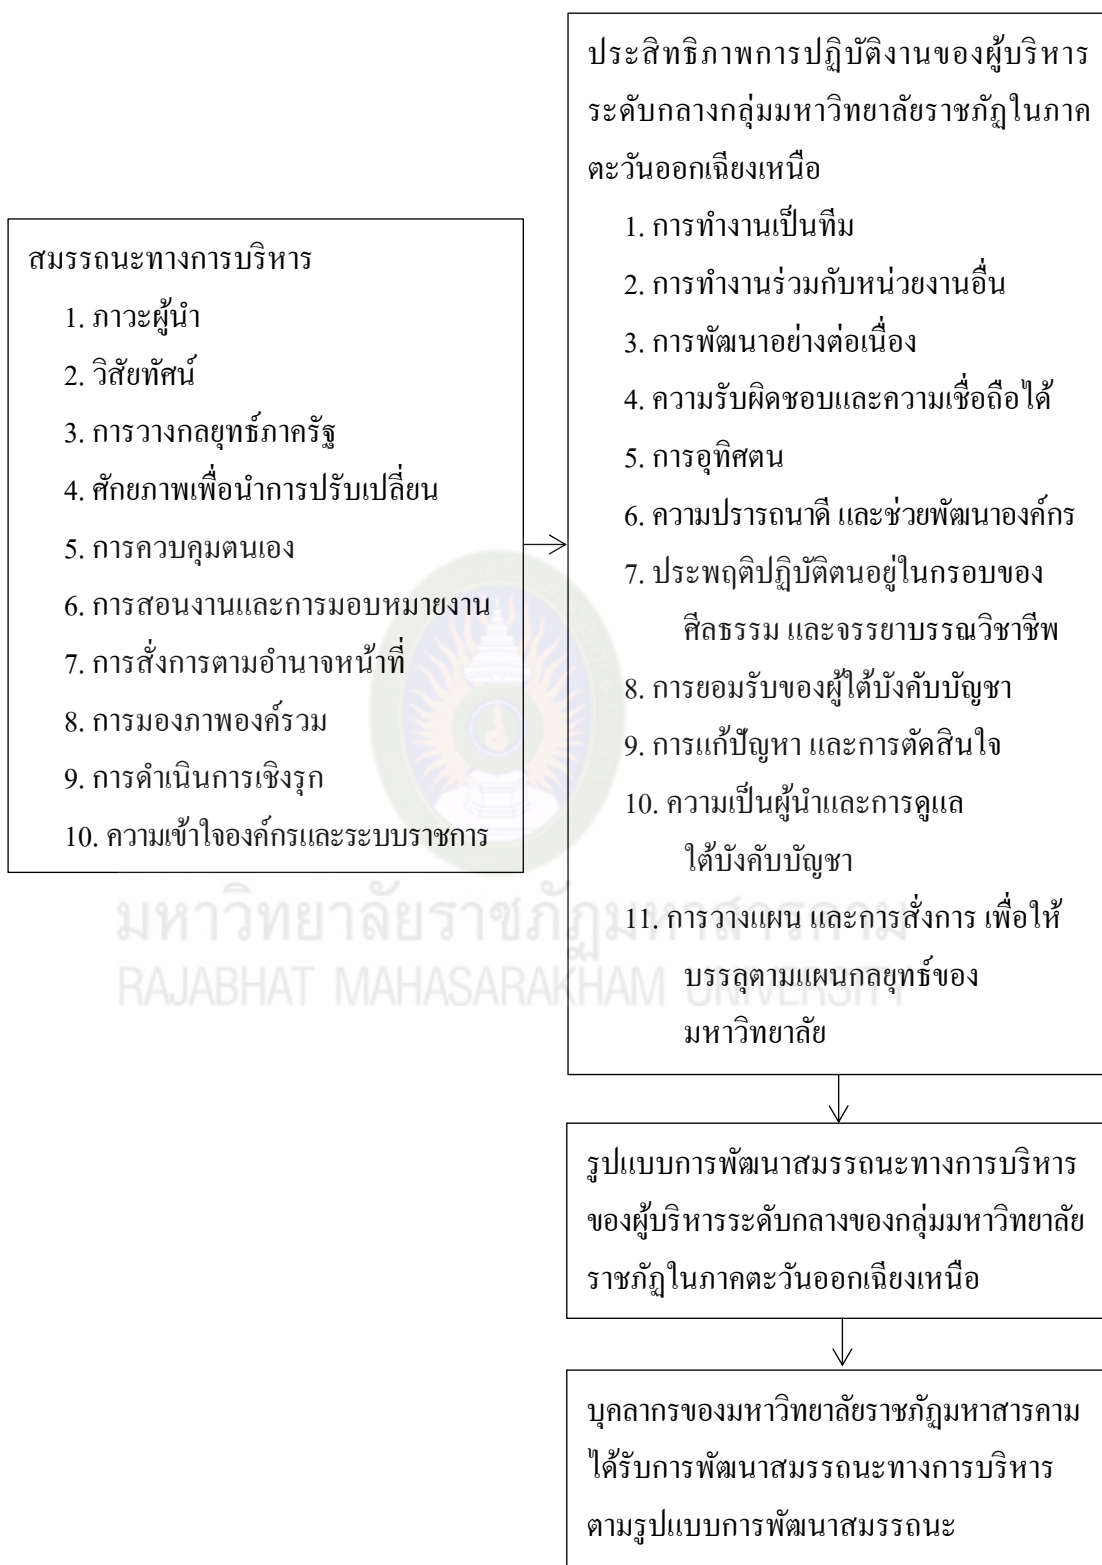 สมรรถนะทางการบริหาร
1. ภาวะผู้นำ
2. วิสัยทัศน์
3. การวางกลยุทธ์ภาครัฐ
4. ศักยภาพเพื่อนำการปรับเปลี่ยน
5. การควบคุมตนเอง
6. การสอนงานและการมอบหมายงาน
7. การสั่งการตามอำนาจหน้าที่
8. การมองภาพองค์รวม
9. การดำเนินการเชิงรุก
10. ความเข้าใจองค์กรและระบบราชการ
ประสิทธิภาพการปฏิบัติงานของผู้บริหาร
ระดับกลางกลุ่มมหาวิทยาลัยราชภัฏในภาค
ตะวันออกเฉียงเหนือ
1. การทำงานเป็นทีม
2. การทำงานร่วมกับหน่วยงานอื่น
3. การพัฒนาอย่างต่อเนื่อง
4. ความรับผิดชอบและความเชื่อถือได้
5. การอุทิศตน
6. ความปรารถนาดี และช่วยพัฒนาองค์กร
7. ประพฤติปฏิบัติตนอยู่ในกรอบของ
ศีลธรรม และจรรยาบรรณวิชาชีพ
8. การยอมรับของผู้ใต้บังคับบัญชา
9. การแก้ปัญหา และการตัดสินใจ
10. ความเป็นผู้นำและการดูแล
ใต้บังคับบัญชา
11. การวางแผน และการสั่งการ เพื่อให้
บรรลุตามแผนกลยุทธ์ของ
มหาวิทยาลัย
มหาวิทยาลัยราชภัฏมหาสารคาม
RAJABHAT MAHASARAKHAM UNIVERSITY
รูปแบบการพัฒนาสมรรถนะทางการบริหาร
ของผู้บริหารระดับกลางของกลุ่มมหาวิทยาลัย
ราชภัฏในภาคตะวันออกเฉียงเหนือ
บุคลากรของมหาวิทยาลัยราชภัฏมหาสารคาม
ได้รับการพัฒนาสมรรถนะทางการบริหาร
ตามรูปแบบการพัฒนาสมรรถนะ